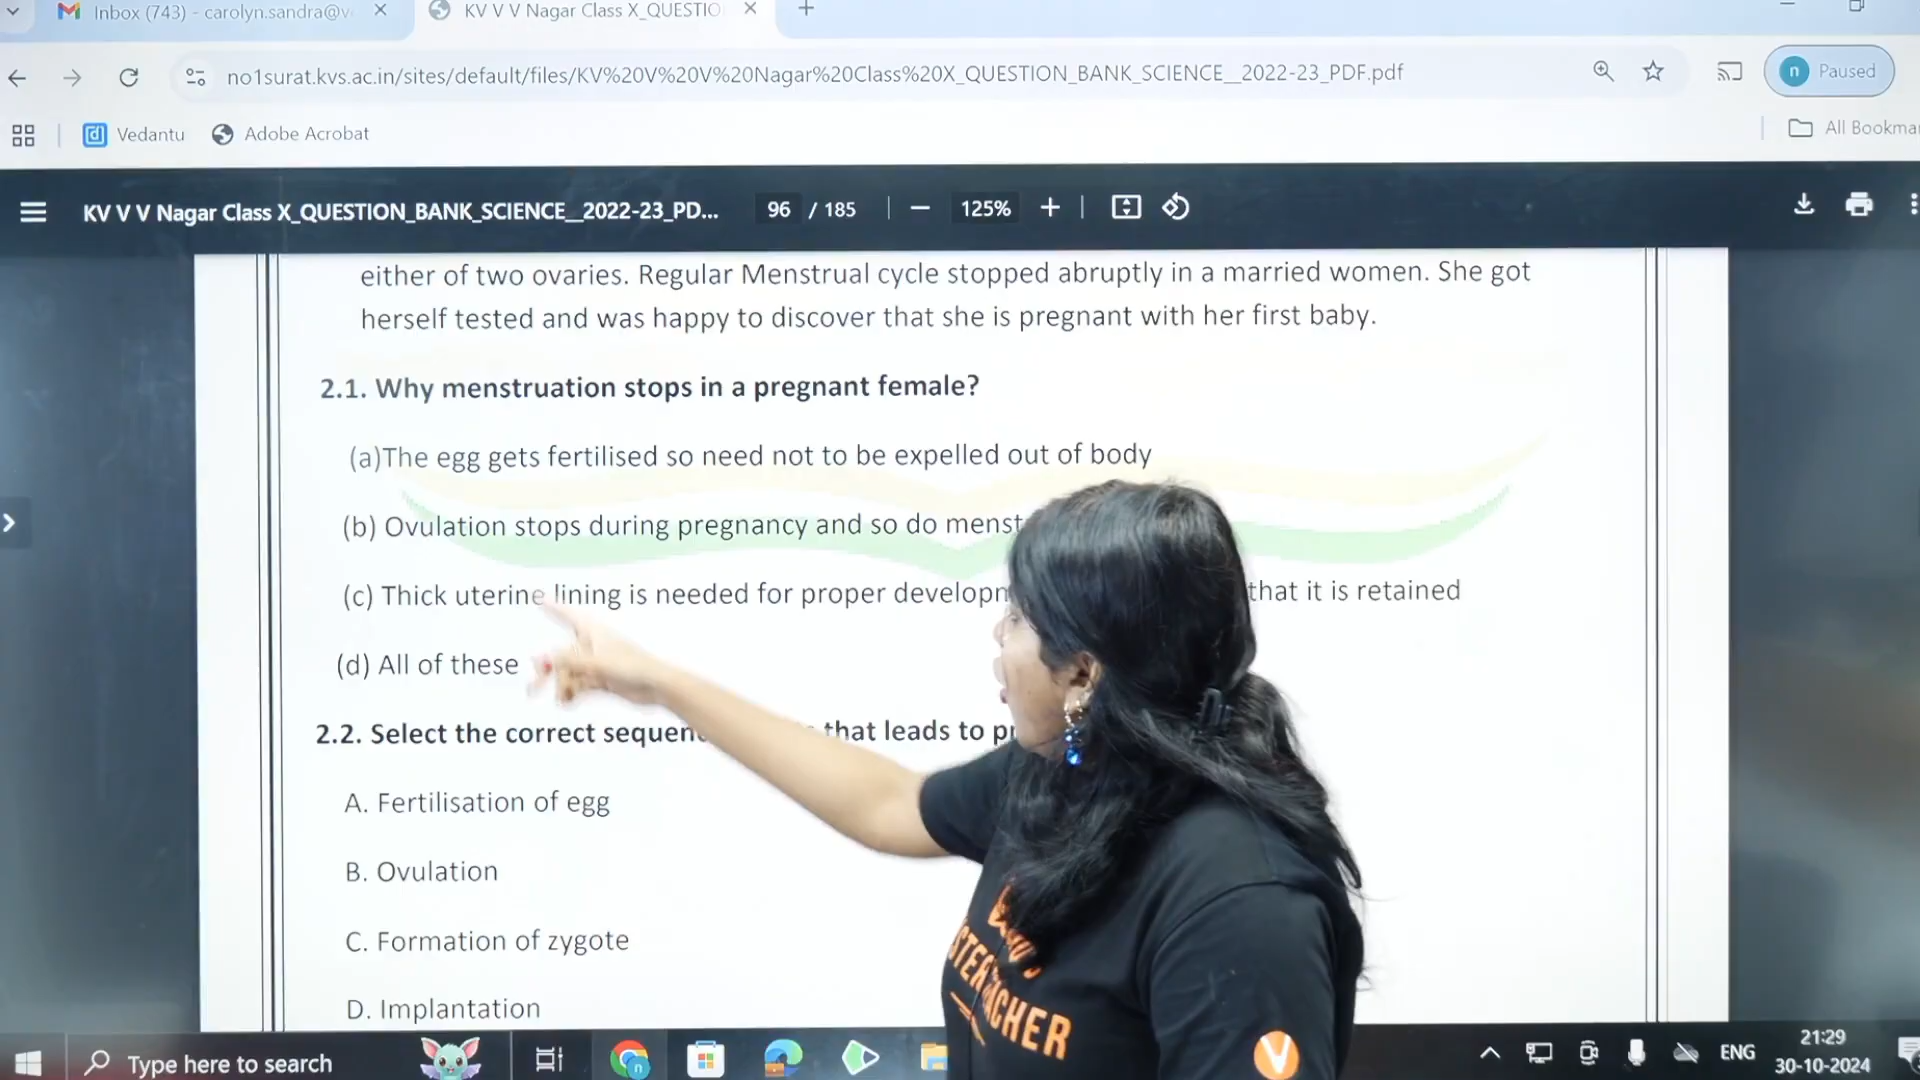 Inbox (743) - carolyn.sandra@v
KV V V Nagar Class X_QUESTIO
no1surat.kvs.ac.in/sites/default/files/KV%20V%20V%20Nagar%20Class%20X_QUESTION_BANK_SCIENCE__2022-23_PDF.pdf
n Paused
Vedantu
Adobe Acrobat
All Bookma
KV V V Nagar Class X_QUESTION_BANK_SCIENCE__2022-23_PD...
96 / 185
125%
either of two ovaries. Regular Menstrual cycle stopped abruptly in a married women. She got
herself tested and was happy to discover that she is pregnant with her first baby.
2.1. Why menstruation stops in a pregnant female?
(a)The egg gets fertilised so need not to be expelled out of body
(b) Ovulation stops during pregnancy and so do menst
(c) Thick uterine lining is needed for proper developm that it is retained
(d) All of these
2.2. Select the correct sequen that leads to pr
A. Fertilisation of egg
B. Ovulation
C. Formation of zygote
D. Implantation
STER
ACHER
V
Type here to search
n
ENG
21:29
30-10-2024